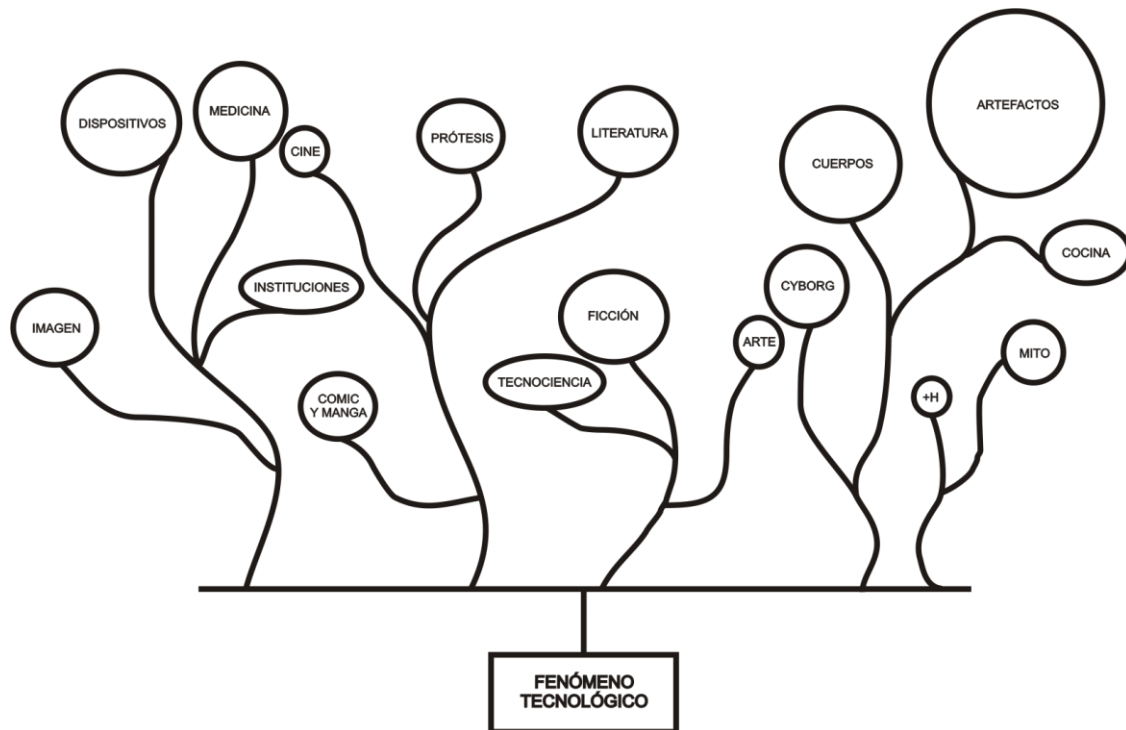 DISPOSITIVOS
MEDICINA
CINE
PRÓTESIS
LITERATURA
CUERPOS
ARTEFACTOS
IMAGEN
INSTITUCIONES
COMIC
Y MANGA
TECNOCIENCIA
FICCIÓN
ARTE
CYBORG
COCINA
+H
MITO
FENÓMENO
TECNOLÓGICO